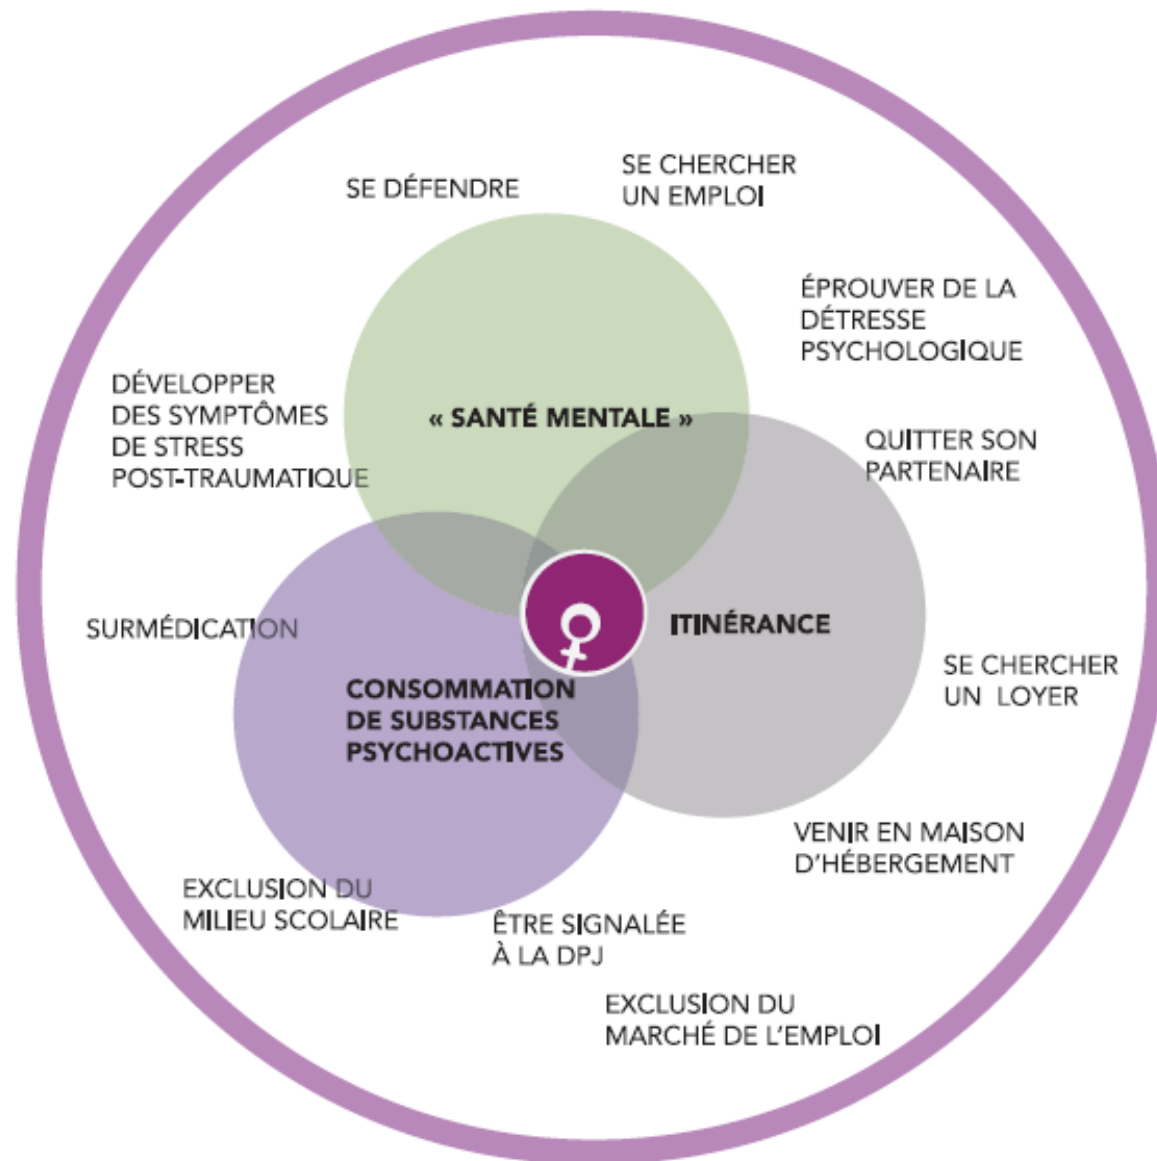 SE DÉFENDRE
SE CHERCHER
UN EMPLOI
ÉPROUVER DE LA
DÉTRESSE
PSYCHOLOGIQUE
DÉVELOPPER
DES SYMPTÔMES
DE STRESS
POST-TRAUMATIQUE
« SANTÉ MENTALE »
QUITTER SON
PARTENAIRE
SURMÉDICATION
ITINÉRANCE
CONSOMMATION
DE SUBSTANCES
PSYCHOACTIVES
SE CHERCHER
UN LOYER
VENIR EN MAISON
D'HÉBERGEMENT
EXCLUSION DU
MILIEU SCOLAIRE
ÊTRE SIGNALÉE
À LA DPJ
EXCLUSION DU
MARCHÉ DE L'EMPLOI